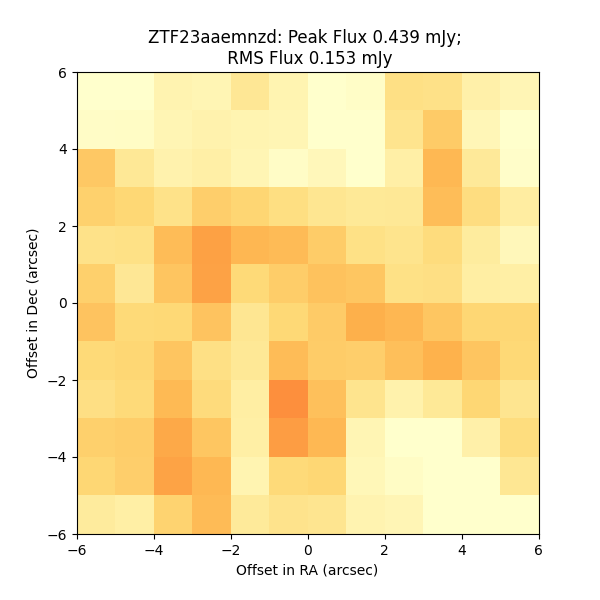 ZTF23aaemnzd: Peak Flux 0.439 mJy;
RMS Flux 0.153 mJy
6
4
2
0
−2
−4
−6
Offset in Dec (arcsec)
−6 −4 −2 0 2 4 6
Offset in RA (arcsec)